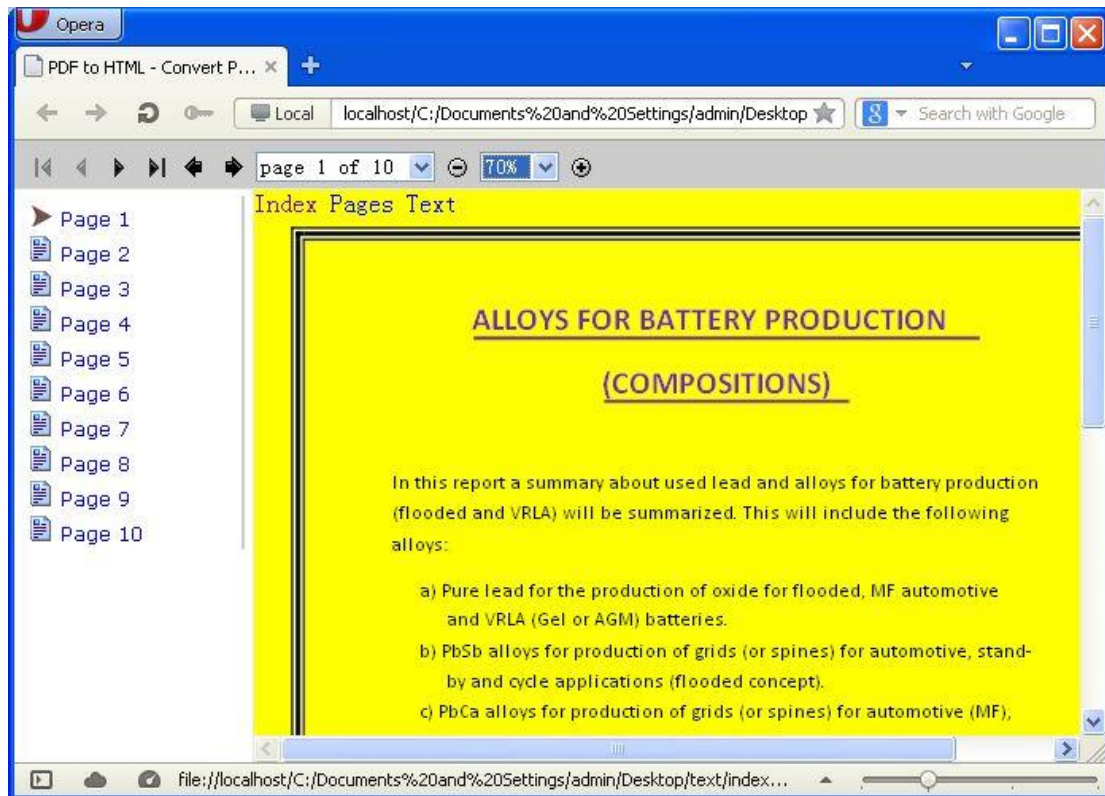 Opera
PDF to HTML - Convert P...
Local localhost/C:/Documents%20and%20Settings/admin/Desktop Search with Google
page 1 of 10 70%
Page 1
Page 2
Page 3
Page 4
Page 5
Page 6
Page 7
Page 8
Page 9
Page 10
Index Pages Text
ALLOYS FOR BATTERY PRODUCTION
(COMPOSITIONS)
In this report a summary about used lead and alloys for battery production
(flooded and VRLA) will be summarized. This will include the following
alloys:
a) Pure lead for the production of oxide for flooded, MF automotive
and VRLA (Gel or AGM) batteries.
b) PbSb alloys for production of grids (or spines) for automotive, stand-
by and cycle applications (flooded concept).
c) PbCa alloys for production of grids (or spines) for automotive (MF),
file://localhost/C:/Documents%20and%20Settings/admin/Desktop/text/index...